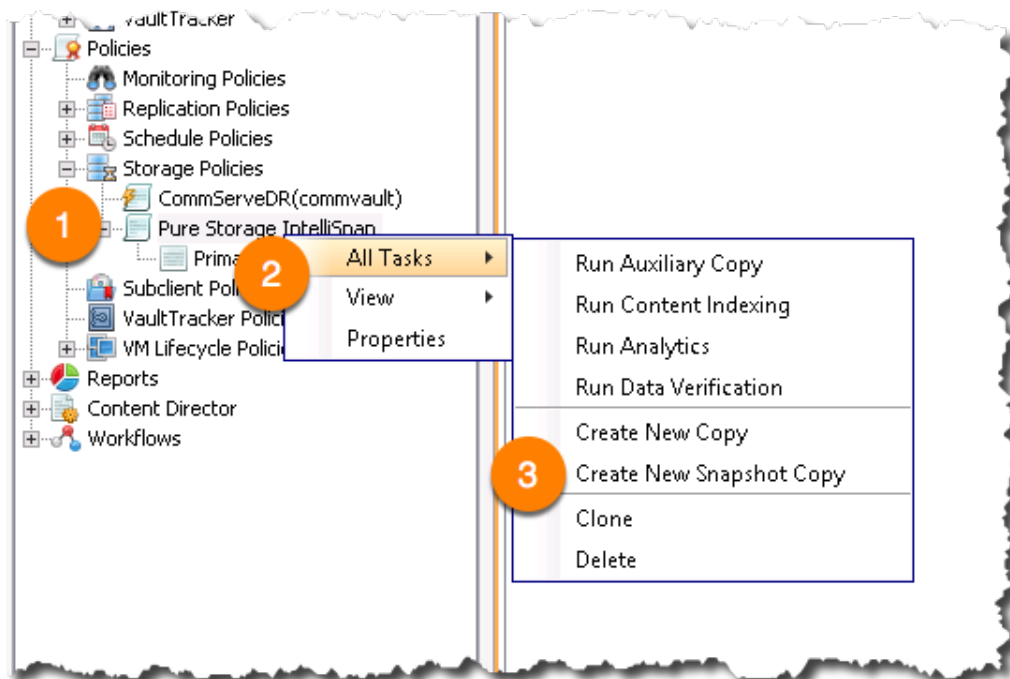 VaultTracker
Policies
Monitoring Policies
Replication Policies
Schedule Policies
Storage Policies
CommServeDR(commvault)
1
Pure Storage IntelliSnap
Prima
2
Subclient Poli
VaultTracker Polici
VM Lifecycle Policie
Reports
Content Director
Workflows
All Tasks
View
Properties
Run Auxiliary Copy
Run Content Indexing
Run Analytics
Run Data Verification
Create New Copy
3
Create New Snapshot Copy
Clone
Delete